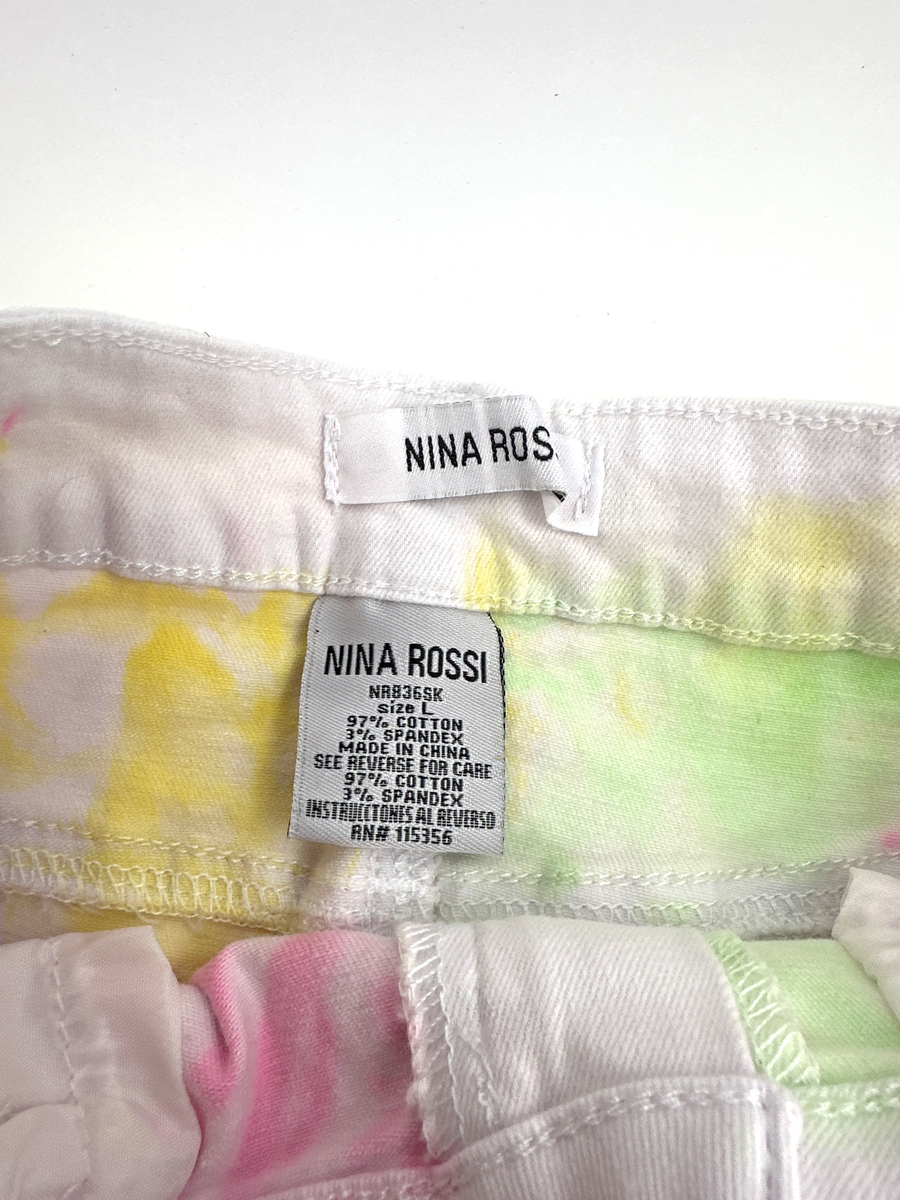 NINA ROS
NINA ROSSI
NR836SK
size L
97% COTTON
3% SPANDEX
MADE IN CHINA
SEE REVERSE FOR CARE
97% COTTON
3% SPANDEX
INSTRUCTONES AL REVERSO
RN# 115356